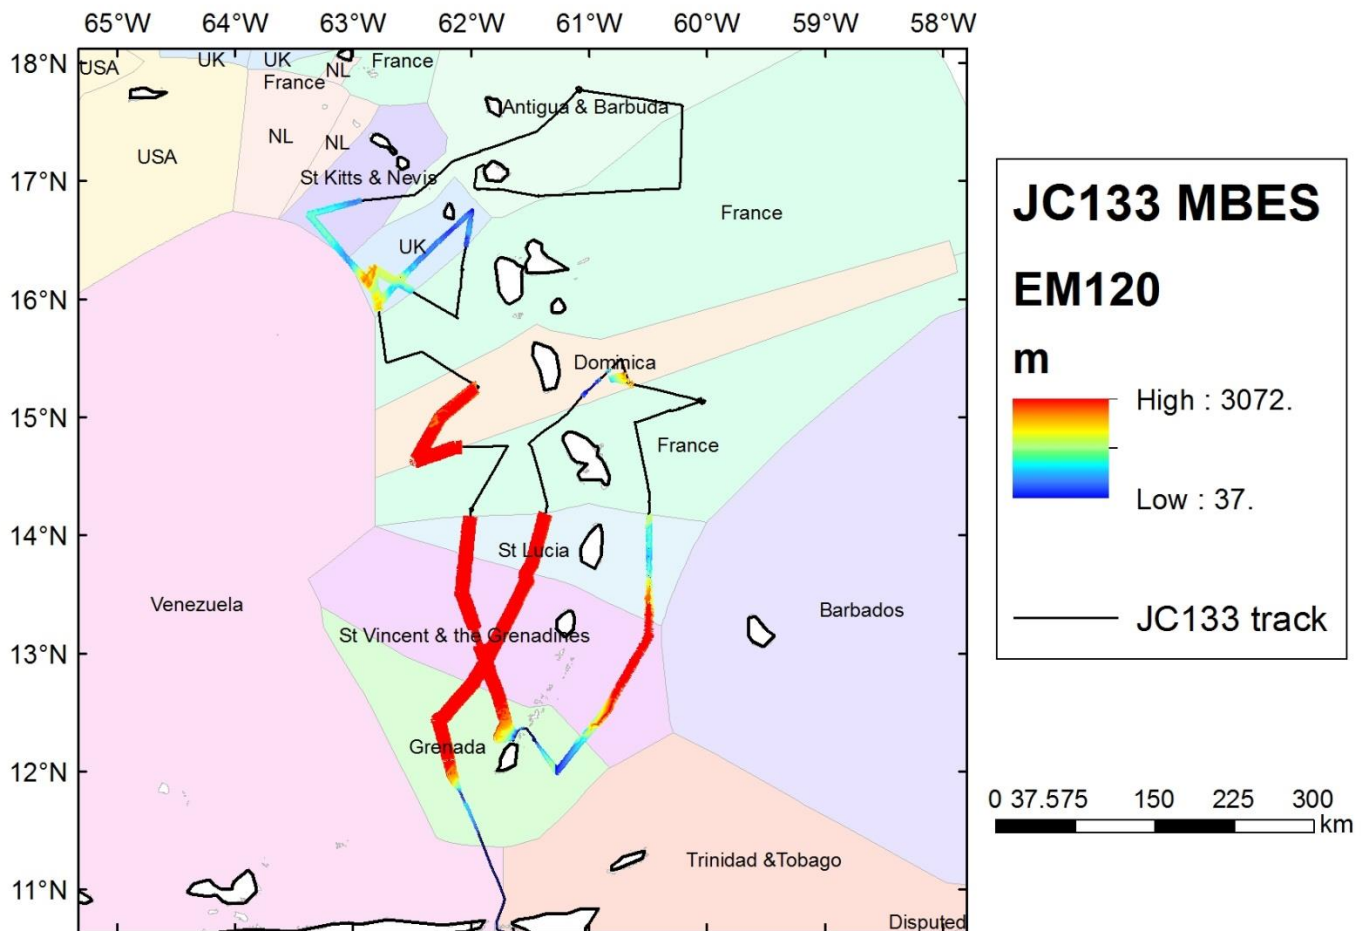 65°W 64°W 63°W 62°W 61°W 60°W 59°W 58°W
18°N
USA
UK
UK
NL
France
France
Antigua & Barbuda
NL
NL
USA
17°N
St Kitts & Nevis
France
UK
16°N
Dominica
15°N
France
14°N
St Lucia
Venezuela
Barbados
13°N
St Vincent & the Grenadines
Grenada
12°N
Trinidad &Tobago
11°N
Disputed
JC133 MBES
EM120
m
High : 3072.
Low : 37.
JC133 track
0 37.575 150 225 300
km